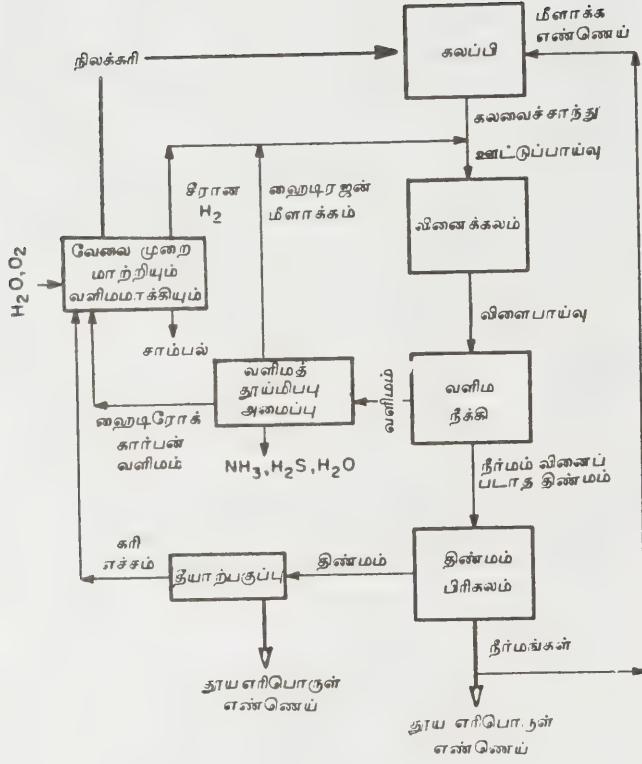 மீளாக்க
எண்ணெய்
நிலக்கரி
கலப்பி
கலவைச்சாந்து
ஊட்டுப்பாய்வு
சீரான
H₂
ஹைடிரஜன்
மீளாக்கம்
வினைக்கலம்
H₂O,O₂
வேலை முறை
மாற்றியும்
வளிமமாக்கியும்
விளைபாய்வு
சாம்பல்
வளிமத்
தூய்மிபபு
அமைப்பு
வளிமம்
வளிம
நீக்கி
ஹைடிரோக்
கார்பன்
வளிமம்
NH₃,H₂S,H₂O
நீர்மம் வினைப்
படாத திண்மம்
கரி
எச்சம்
தீயாற்பகுப்பு
திண்மம்
திண்மம்
பிரிகலம்
நீர்மங்கள்
தூய எரிபொருள்
எண்ணெய்
தூய எரிபொருள்
எண்ணெய்